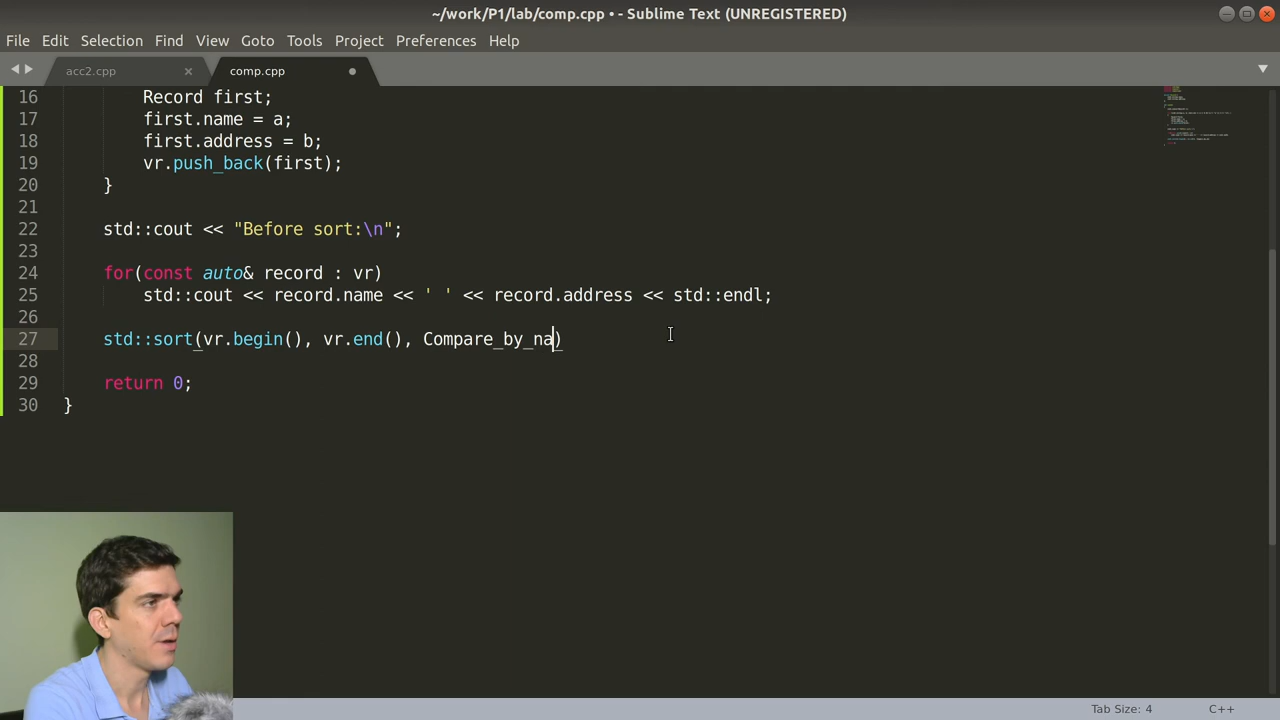 ~/work/P1/lab/comp.cpp • - Sublime Text (UNREGISTERED)
File Edit Selection Find View Goto Tools Project Preferences Help
acc2.cpp × comp.cpp
16 Record first;
17 first.name = a;
18 first.address = b;
19 vr.push_back(first);
20 }
21
22 std::cout << "Before sort:\n";
23
24 for(const auto& record : vr)
25 std::cout << record.name << ' ' << record.address << std::endl;
26
27 std::sort(vr.begin(), vr.end(), Compare_by_na)
28
29 return 0;
30 }
Tab Size: 4 C++